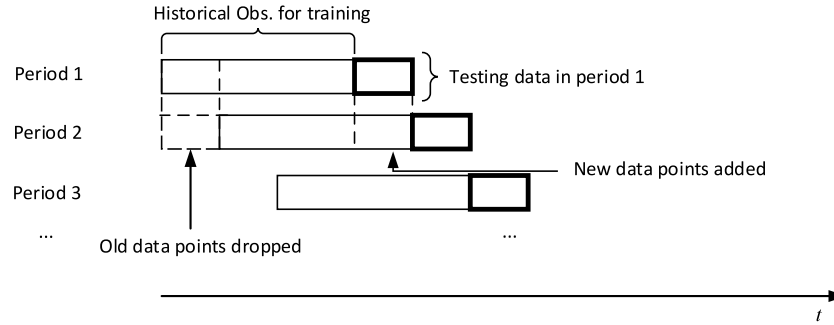 Historical Obs. for training
Period 1
Testing data in period 1
Period 2
New data points added
Period 3
...
...
Old data points dropped
t